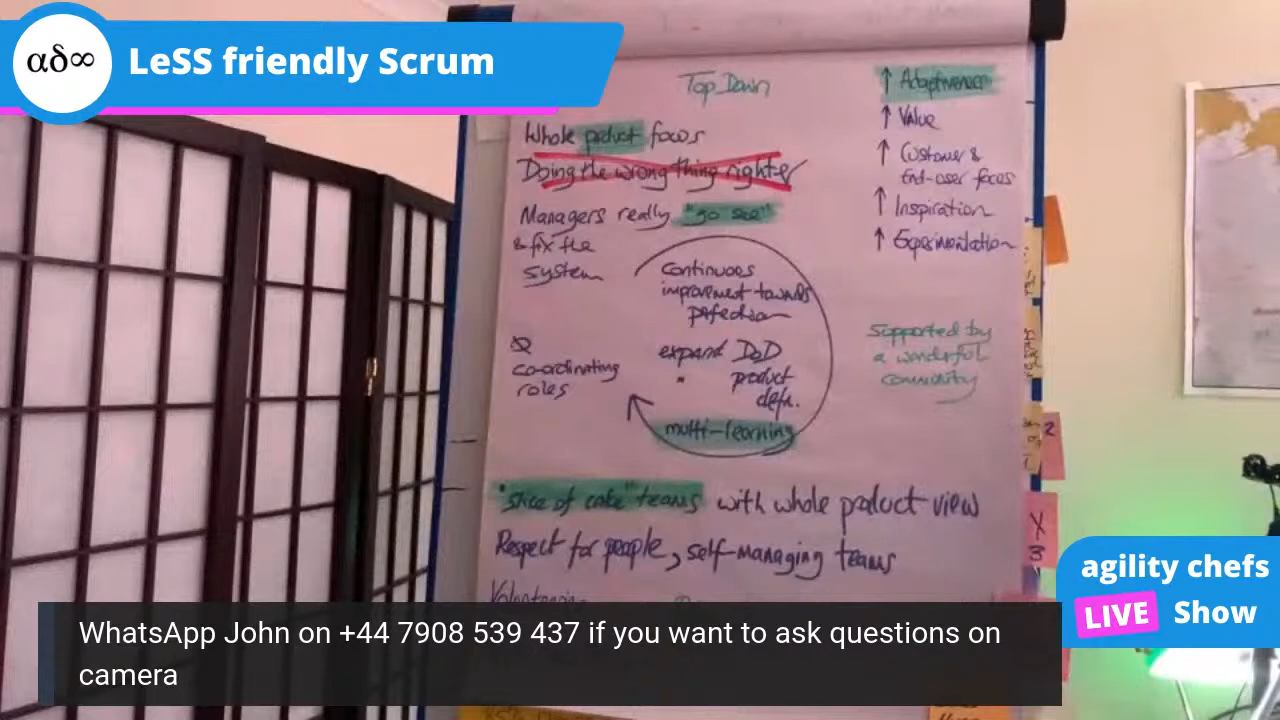 αδ∞
LeSS friendly Scrum
Top Down
Whole product focus
Doing the wrong thing righter
Managers really "go see"
& fix the
system
↑ Adaptiveness
↑ Value
↑ Customer &
End-user focus
↑ Inspiration
↑ Experimentation
Continuous
improvement towards
perfection
expand DoD
product
defn.
multi-learning
co-ordinating
roles
Supported by
a wonderful
community
"slice of cake" teams with whole product view
Respect for people, self-managing teams
Volunteering
agility chefs
LIVE Show
WhatsApp John on +44 7908 539 437 if you want to ask questions on
camera